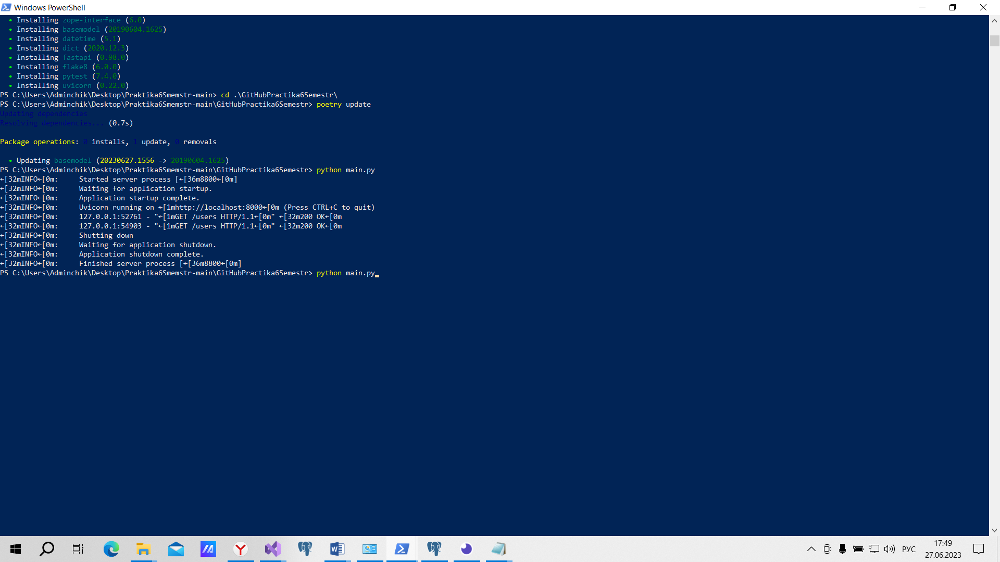 Windows PowerShell
• Installing zope-interface (6.0)
• Installing basemodel (20190604.1625)
• Installing datetime (5.1)
• Installing dict (2020.12.3)
• Installing fastapi (0.98.0)
• Installing flake8 (6.0.0)
• Installing pytest (7.4.0)
• Installing uvicorn (0.22.0)
PS C:\Users\Adminchik\Desktop\Praktika6Smemstr-main> cd .\GitHubPractika6Semestr\
PS C:\Users\Adminchik\Desktop\Praktika6Smemstr-main\GitHubPractika6Semestr> poetry update
Updating dependencies
Resolving dependencies... (0.7s)
Package operations: 0 installs, 1 update, 0 removals
• Updating basemodel (20230627.1556 -> 20190604.1625)
PS C:\Users\Adminchik\Desktop\Praktika6Smemstr-main\GitHubPractika6Semestr> python main.py
←[32mINFO←[0m:     Started server process [←[36m8800←[0m]
←[32mINFO←[0m:     Waiting for application startup.
←[32mINFO←[0m:     Application startup complete.
←[32mINFO←[0m:     Uvicorn running on ←[1mhttp://localhost:8000←[0m (Press CTRL+C to quit)
←[32mINFO←[0m:     127.0.0.1:52761 - "←[1mGET /users HTTP/1.1←[0m" ←[32m200 OK←[0m
←[32mINFO←[0m:     127.0.0.1:54903 - "←[1mGET /users HTTP/1.1←[0m" ←[32m200 OK←[0m
←[32mINFO←[0m:     Shutting down
←[32mINFO←[0m:     Waiting for application shutdown.
←[32mINFO←[0m:     Application shutdown complete.
←[32mINFO←[0m:     Finished server process [←[36m8800←[0m]
PS C:\Users\Adminchik\Desktop\Praktika6Smemstr-main\GitHubPractika6Semestr> python main.py
РУС
17:49
27.06.2023